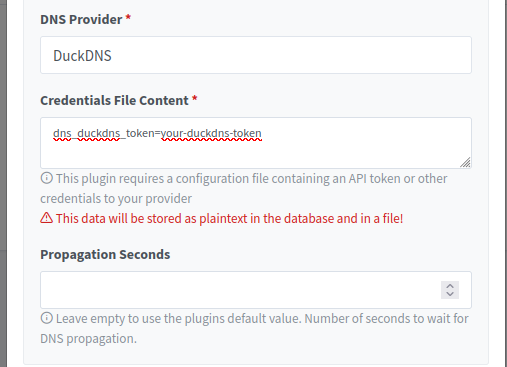 DNS Provider *
DuckDNS
Credentials File Content *
dns_duckdns_token=your-duckdns-token
This plugin requires a configuration file containing an API token or other
credentials to your provider
This data will be stored as plaintext in the database and in a file!
Propagation Seconds
Leave empty to use the plugins default value. Number of seconds to wait for
DNS propagation.